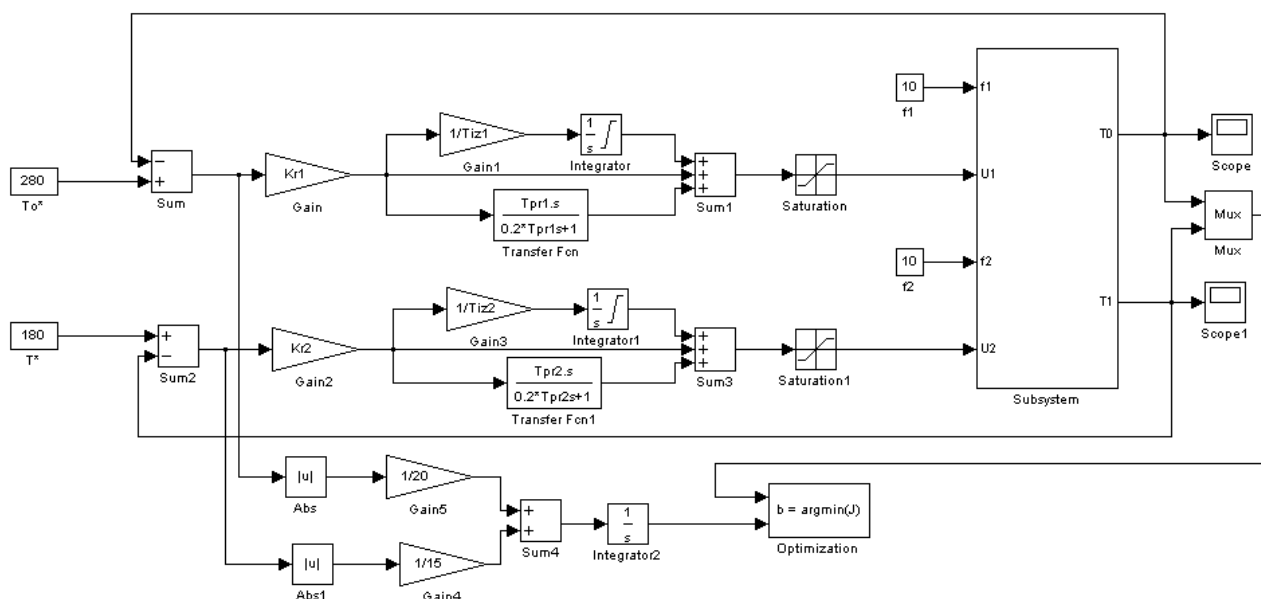 10
f1
f1
T0
Scope
1/Tiz1
Gain1
1
s
Integrator
280
To*
−
+
Sum
Kr1
Gain
+
+
+
Sum1
Saturation
U1
Mux
Mux
Tpr1.s
0.2*Tpr1s+1
Transfer Fcn
10
f2
f2
T1
Scope1
1/Tiz2
Gain3
1
s
Integrator1
180
T*
+
−
Sum2
Kr2
Gain2
+
+
+
Sum3
Saturation1
U2
Subsystem
Tpr2.s
0.2*Tpr2s+1
Transfer Fcn1
|u|
Abs
1/20
Gain5
+
+
Sum4
1
s
Integrator2
b = argmin(J)
Optimization
|u|
Abs1
1/15
Gain4